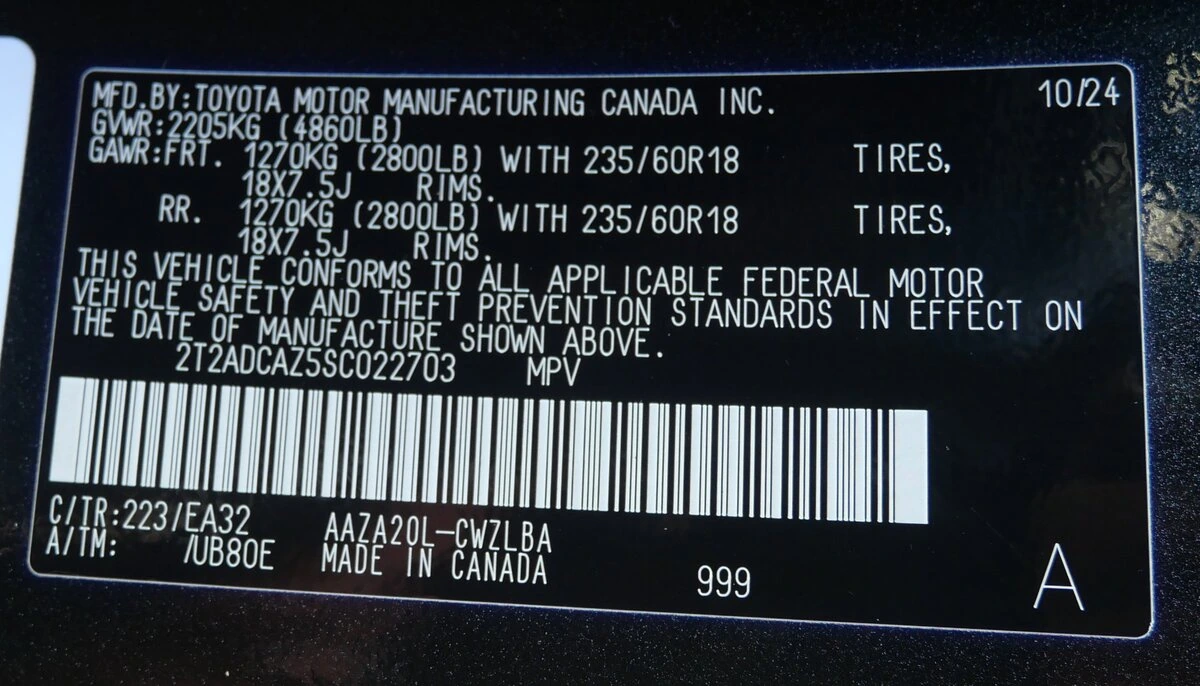 MFD.BY:TOYOTA MOTOR MANUFACTURING CANADA INC. 10/24
GVWR:2205KG (4860LB)
GAWR:FRT. 1270KG (2800LB) WITH 235/60R18 TIRES,
18X7.5J RIMS.
RR. 1270KG (2800LB) WITH 235/60R18 TIRES,
18X7.5J RIMS.
THIS VEHICLE CONFORMS TO ALL APPLICABLE FEDERAL MOTOR
VEHICLE SAFETY AND THEFT PREVENTION STANDARDS IN EFFECT ON
THE DATE OF MANUFACTURE SHOWN ABOVE.
2T2ADCAZ5SC022703 MPV
C/TR:223/EA32 AAZA20L-CWZLBA
A/TM: /UB80E MADE IN CANADA
999
A